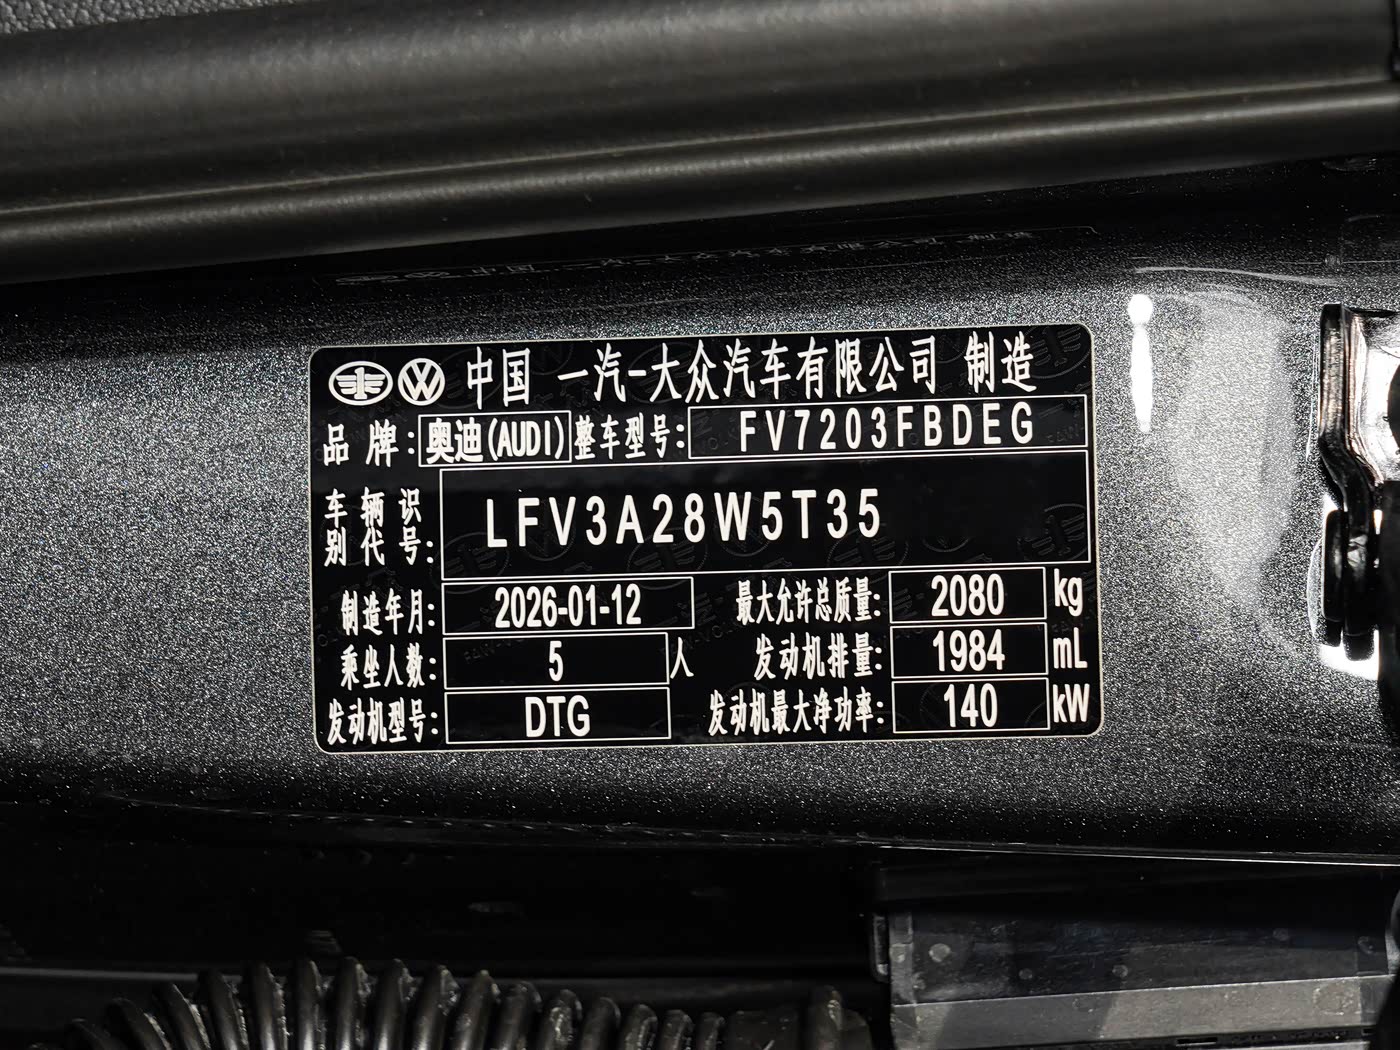 中国 一汽-大众汽车有限公司 制造
品牌: 奥迪(AUDI) 整车型号: FV7203FBDEG
车辆识别代号: LFV3A28W5T35
制造年月: 2026-01-12 最大允许总质量: 2080 kg
乘坐人数: 5 人 发动机排量: 1984 mL
发动机型号: DTG 发动机最大净功率: 140 kW